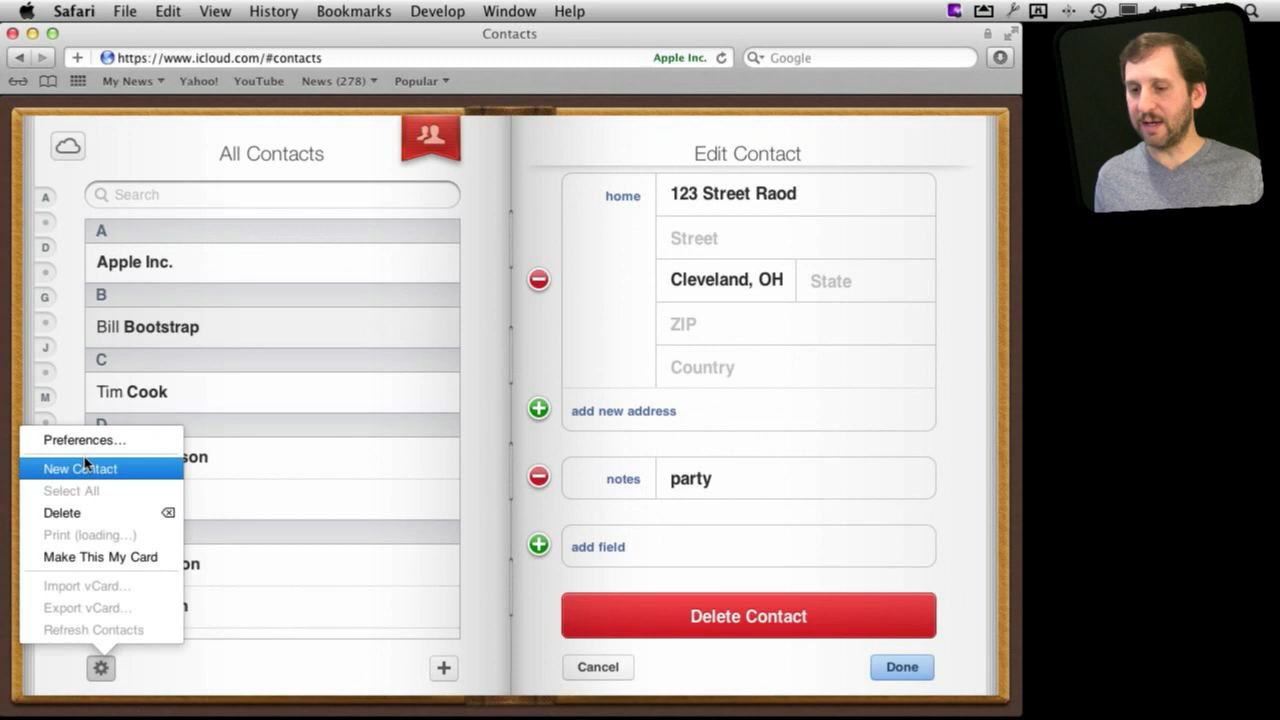 Safari File Edit View History Bookmarks Develop Window Help
Contacts
https://www.icloud.com/#contacts Apple Inc. Google
My News Yahoo! YouTube News (278) Popular
All Contacts
Search
A
D
G
J
M
A
Apple Inc.
B
Bill Bootstrap
C
Tim Cook
D
son
on
n
Preferences...
New Contact
Select All
Delete
Print (loading...)
Make This My Card
Import vCard...
Export vCard...
Refresh Contacts
Edit Contact
home 123 Street Raod
Street
Cleveland, OH State
ZIP
Country
add new address
notes party
add field
Delete Contact
Cancel Done